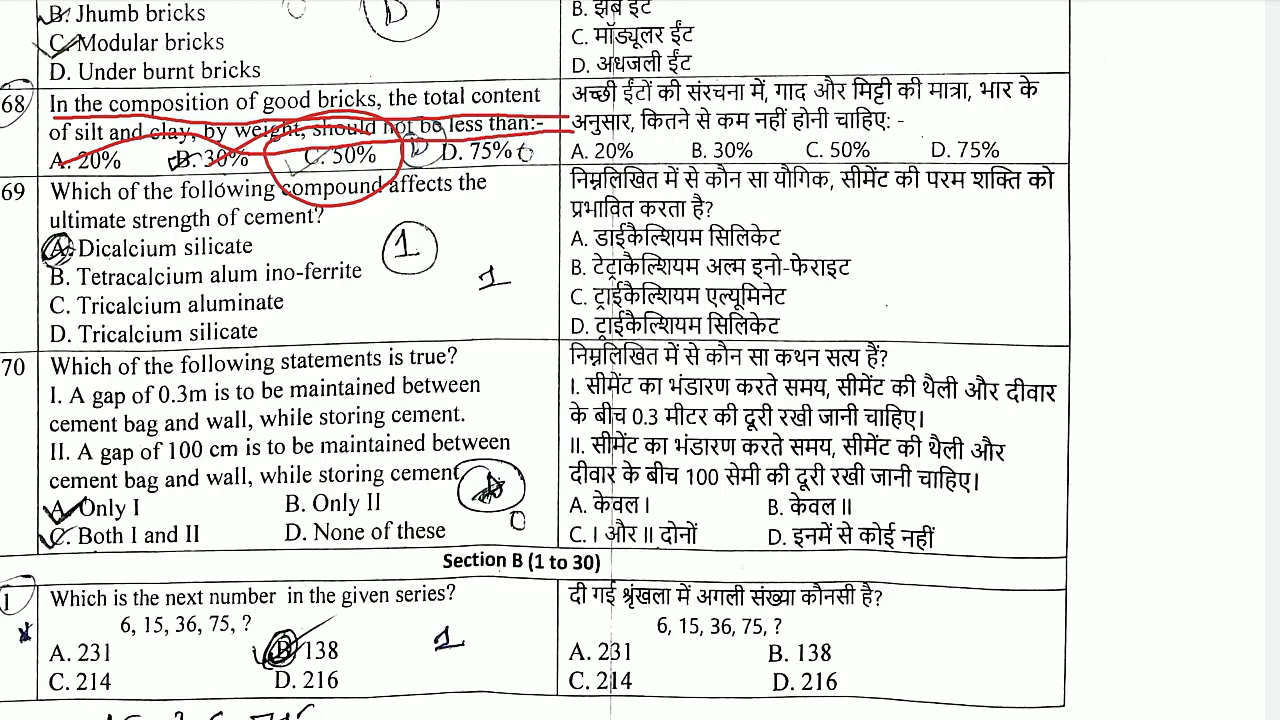 B. Jhumb bricks
C. Modular bricks
D. Under burnt bricks
B. झंब ईंट
C. मॉड्यूलर ईंट
D. अधजली ईंट
D
68
In the composition of good bricks, the total content
of silt and clay, by weight, should not be less than:-
A. 20% B. 30% C. 50% D. 75%
D
0
अच्छी ईंटों की संरचना में, गाद और मिट्टी की मात्रा, भार के
अनुसार, कितने से कम नहीं होनी चाहिए: -
A. 20% B. 30% C. 50% D. 75%
69
Which of the following compound affects the
ultimate strength of cement?
A. Dicalcium silicate
B. Tetracalcium alum ino-ferrite
C. Tricalcium aluminate
D. Tricalcium silicate
1
1
निम्नलिखित में से कौन सा यौगिक, सीमेंट की परम शक्ति को
प्रभावित करता है?
A. डाईकैल्शियम सिलिकेट
B. टेट्राकैल्शियम अल्म इनो-फेराइट
C. ट्राईकैल्शियम एल्यूमिनेट
D. ट्राईकैल्शियम सिलिकेट
70
Which of the following statements is true?
I. A gap of 0.3m is to be maintained between
cement bag and wall, while storing cement.
II. A gap of 100 cm is to be maintained between
cement bag and wall, while storing cement
A. Only I B. Only II
C. Both I and II D. None of these
0
निम्नलिखित में से कौन सा कथन सत्य हैं?
I. सीमेंट का भंडारण करते समय, सीमेंट की थैली और दीवार
के बीच 0.3 मीटर की दूरी रखी जानी चाहिए।
II. सीमेंट का भंडारण करते समय, सीमेंट की थैली और
दीवार के बीच 100 सेमी की दूरी रखी जानी चाहिए।
A. केवल I B. केवल II
C. I और II दोनों D. इनमें से कोई नहीं
Section B (1 to 30)
1
Which is the next number in the given series?
6, 15, 36, 75, ?
A. 231 B. 138
C. 214 D. 216
1
दी गई श्रृंखला में अगली संख्या कौनसी है?
6, 15, 36, 75, ?
A. 231 B. 138
C. 214 D. 216